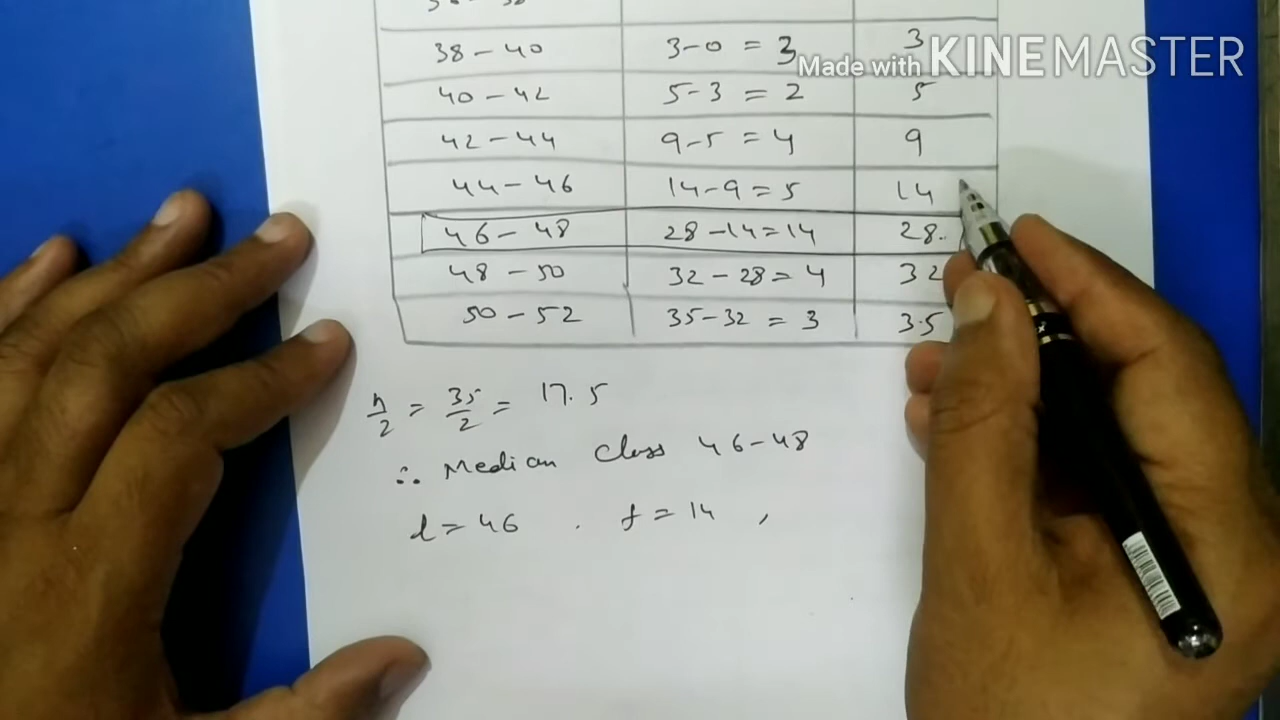 38 - 40 3-0 = 3 3
Made with KINEMASTER
40 - 42 5-3 = 2 5
42 - 44 9-5 = 4 9
44 - 46 14-9 = 5 14
46 - 48 28-14 = 14 28
48 - 50 32-28 = 4 32
50 - 52 35-32 = 3 35
n/2 = 35/2 = 17.5
∴ Median Class 46-48
l = 46 . f = 14 ,